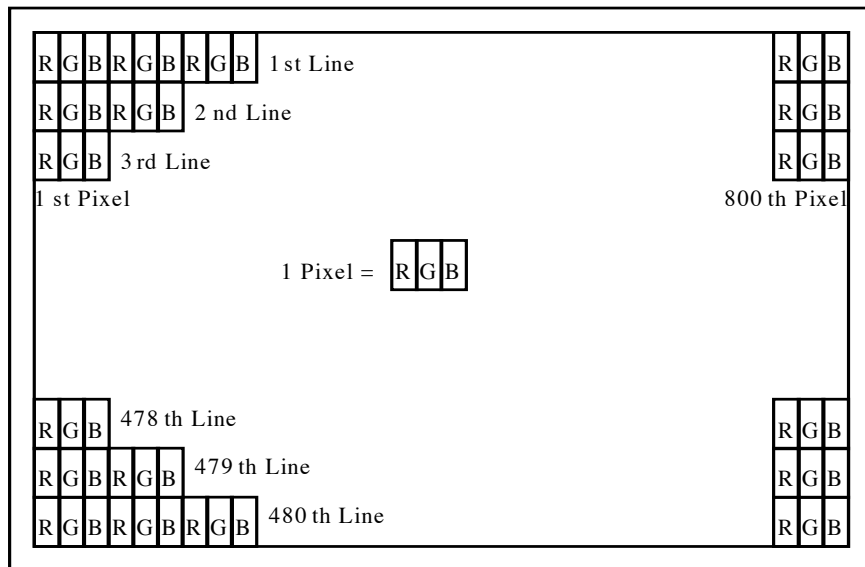 R G B R G B R G B 1 st Line R G B
R G B R G B 2 nd Line R G B
R G B 3 rd Line R G B
1 st Pixel 800 th Pixel
1 Pixel = R G B
R G B 478 th Line R G B
R G B R G B 479 th Line R G B
R G B R G B R G B 480 th Line R G B